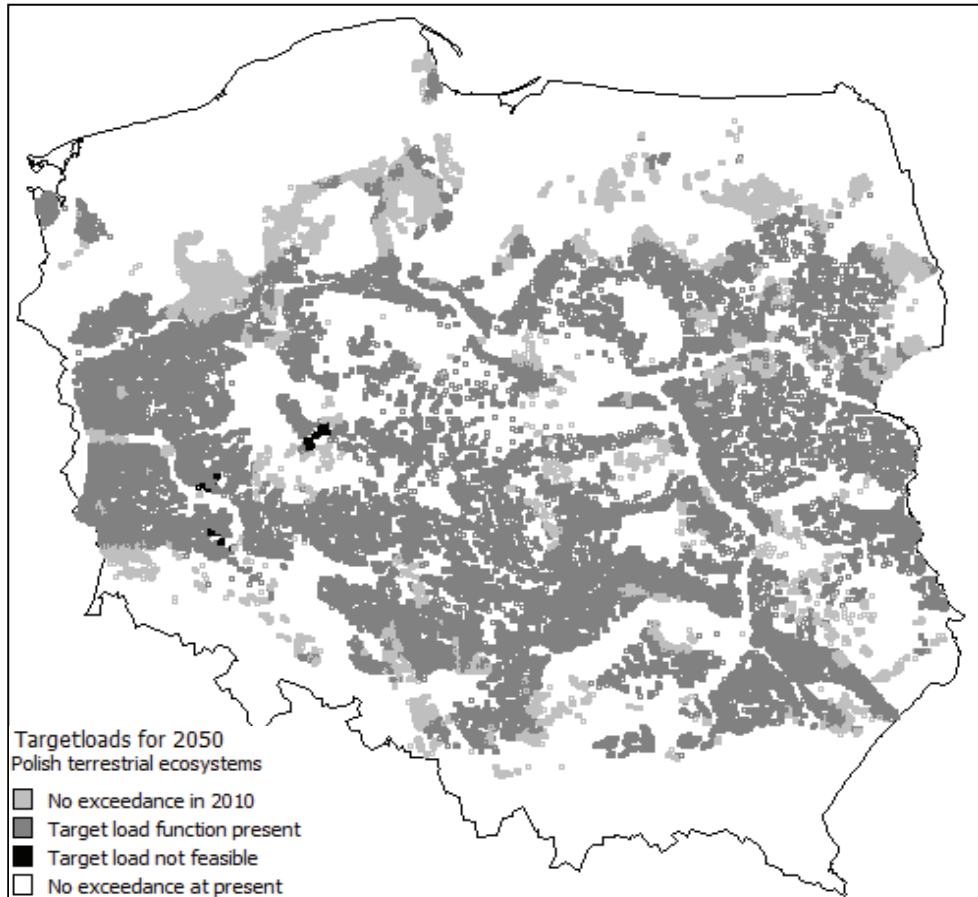 Targetloads for 2050
Polish terrestrial ecosystems
No exceedance in 2010
Target load function present
Target load not feasible
No exceedance at present